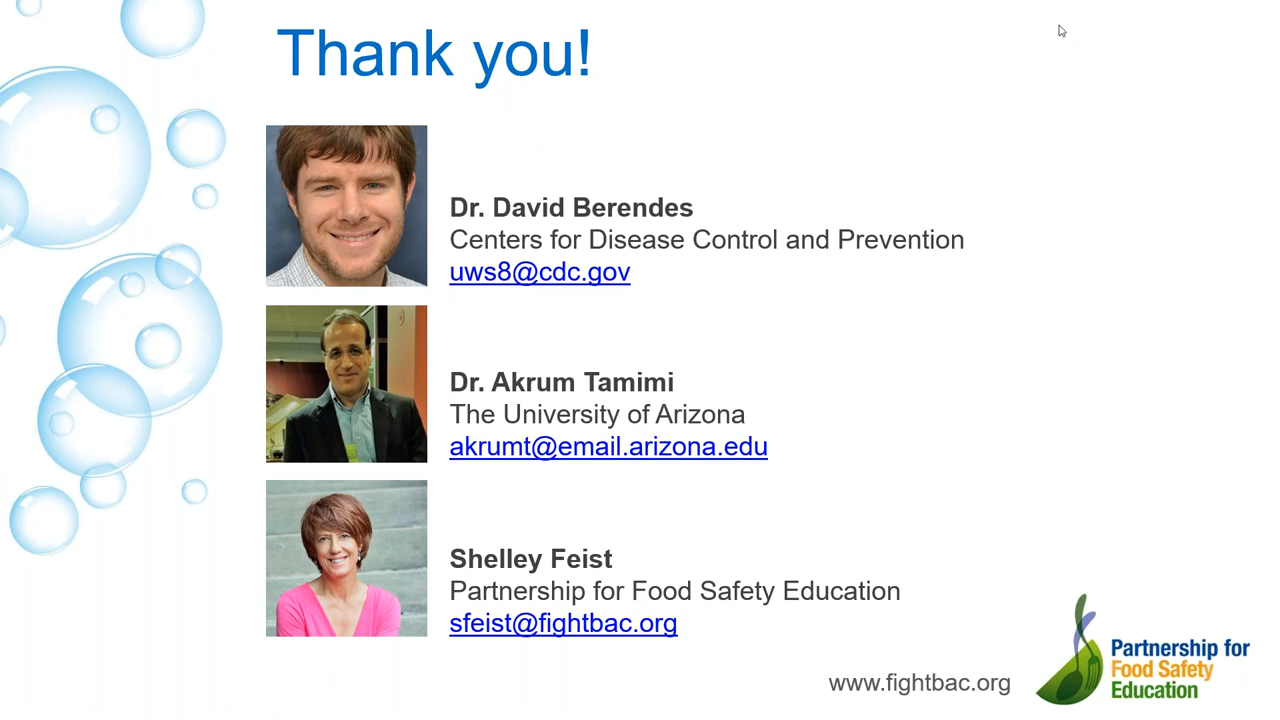 Thank you!
Dr. David Berendes
Centers for Disease Control and Prevention
uws8@cdc.gov
Dr. Akrum Tamimi
The University of Arizona
akrumt@email.arizona.edu
Shelley Feist
Partnership for Food Safety Education
sfeist@fightbac.org
www.fightbac.org
Partnership for
Food Safety
Education